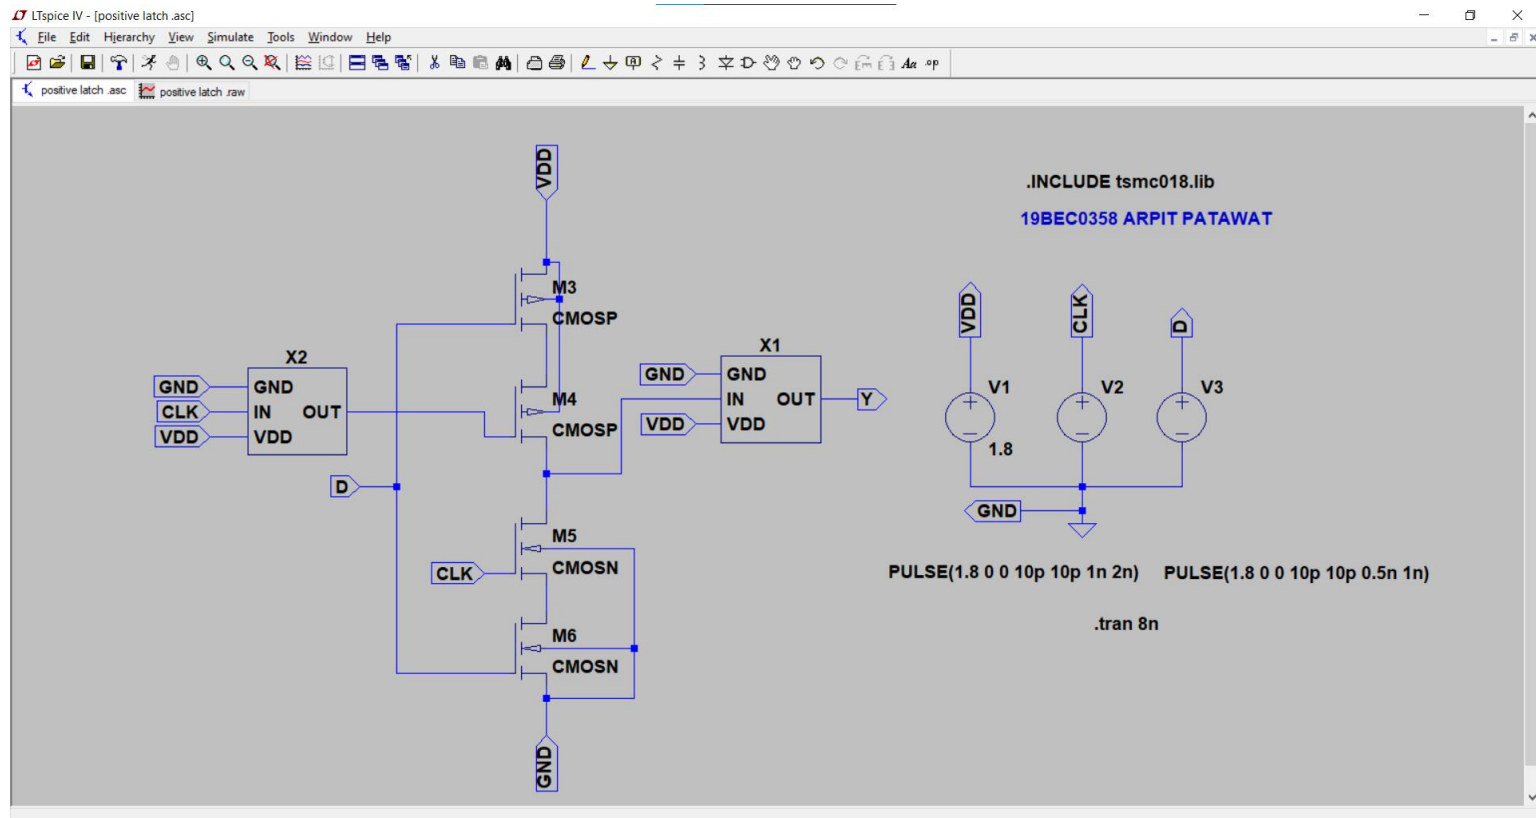 LTspice IV - [positive latch .asc]
File Edit Hierarchy View Simulate Tools Window Help
Aa .op
positive latch .asc positive latch .raw
VDD
.INCLUDE tsmc018.lib
19BEC0358 ARPIT PATAWAT
M3
CMOSP
VDD CLK D
X2
GND GND
CLK IN OUT
VDD VDD
M4
CMOSP
X1
GND GND
IN OUT Y
VDD VDD
V1 V2 V3
1.8
D
GND
M5
CLK CMOSN
PULSE(1.8 0 0 10p 10p 1n 2n) PULSE(1.8 0 0 10p 10p 0.5n 1n)
.tran 8n
M6
CMOSN
GND